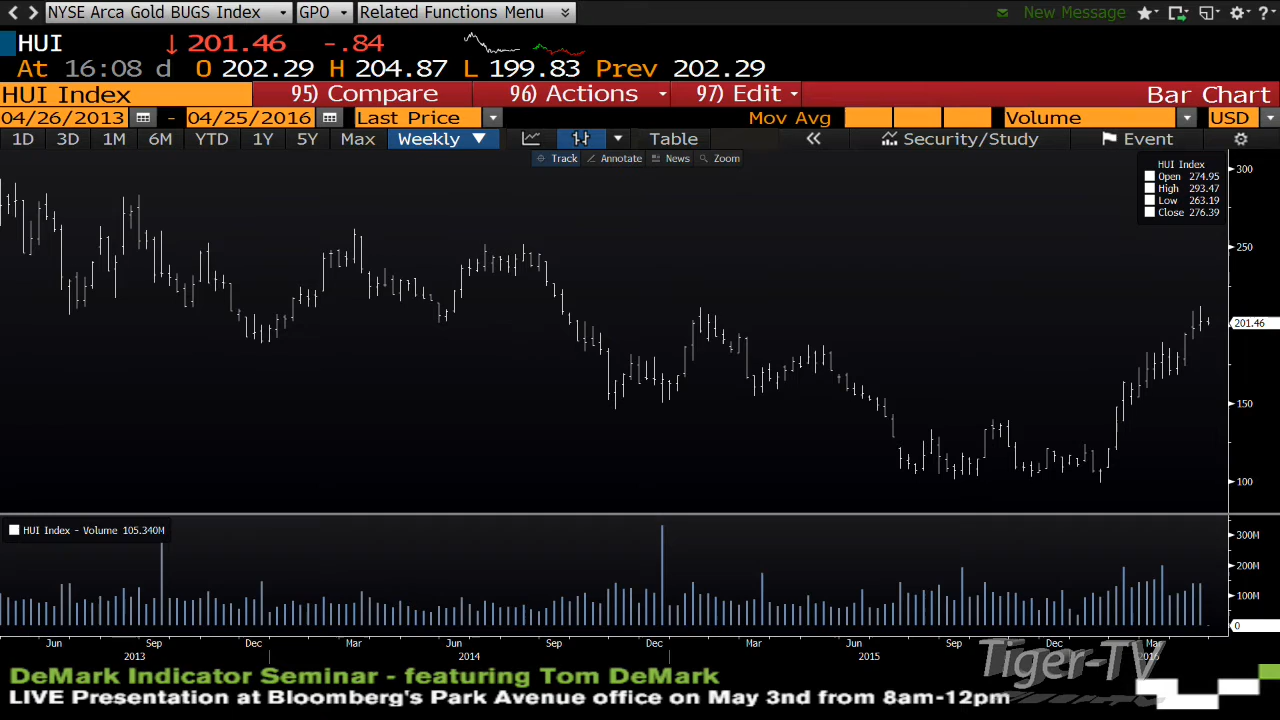 NYSE Arca Gold BUGS Index GPO Related Functions Menu New Message ?
HUI ↓ 201.46 -.84
At 16:08 d O 202.29 H 204.87 L 199.83 Prev 202.29
HUI Index 95) Compare 96) Actions 97) Edit Bar Chart
04/26/2013 - 04/25/2016 Last Price Mov Avg Volume USD
1D 3D 1M 6M YTD 1Y 5Y Max Weekly ▼ Table « Security/Study Event
Track Annotate News Zoom
HUI Index
Open 274.95
High 293.47
Low 263.19
Close 276.39
300
250
201.46
150
100
HUI Index - Volume 105.340M
300M
200M
100M
0
Jun Sep Dec Mar Jun Sep Dec Mar Jun Sep Dec Mar
2013 2014 2015 2016
Tiger-TV
DeMark Indicator Seminar - featuring Tom DeMark
LIVE Presentation at Bloomberg's Park Avenue office on May 3nd from 8am-12pm